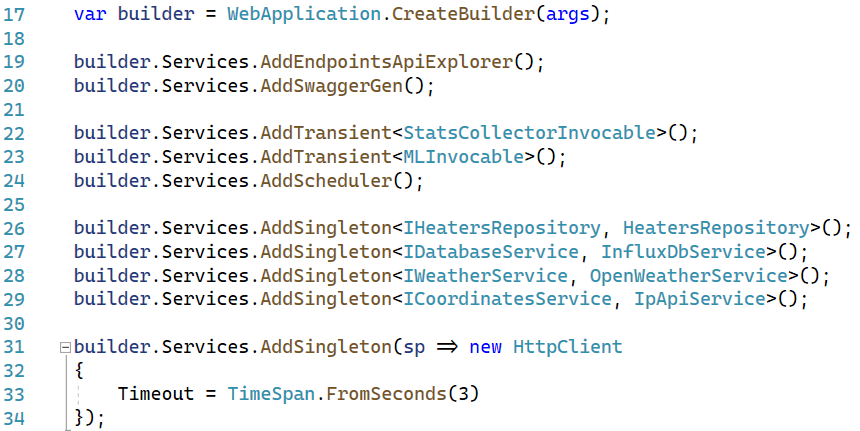 17 var builder = WebApplication.CreateBuilder(args);
18
19 builder.Services.AddEndpointsApiExplorer();
20 builder.Services.AddSwaggerGen();
21
22 builder.Services.AddTransient<StatsCollectorInvocable>();
23 builder.Services.AddTransient<MLInvocable>();
24 builder.Services.AddScheduler();
25
26 builder.Services.AddSingleton<IHeatersRepository, HeatersRepository>();
27 builder.Services.AddSingleton<IDatabaseService, InfluxDbService>();
28 builder.Services.AddSingleton<IWeatherService, OpenWeatherService>();
29 builder.Services.AddSingleton<ICoordinatesService, IpApiService>();
30
31 builder.Services.AddSingleton(sp => new HttpClient
32 {
33 Timeout = TimeSpan.FromSeconds(3)
34 });